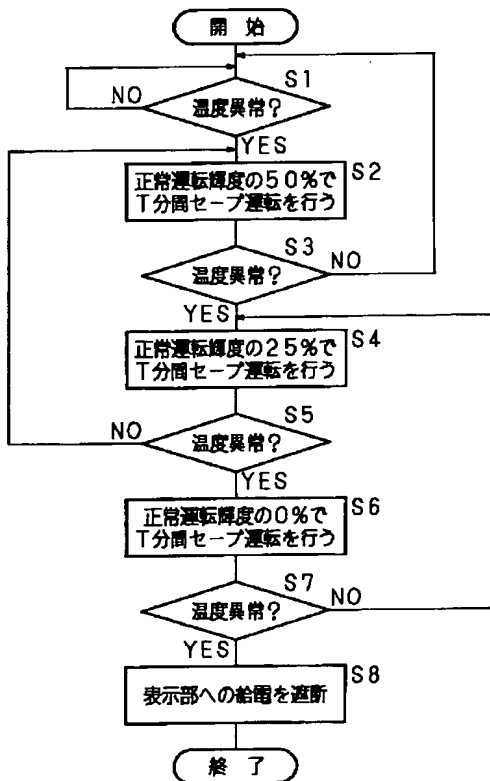 開始
S1
温度異常?
NO
YES
S2
正常運転輝度の50%で
T分間セーブ運転を行う
S3
温度異常?
NO
YES
S4
正常運転輝度の25%で
T分間セーブ運転を行う
S5
温度異常?
NO
YES
S6
正常運転輝度の0%で
T分間セーブ運転を行う
S7
温度異常?
NO
YES
S8
表示部への給電を遮断
終了